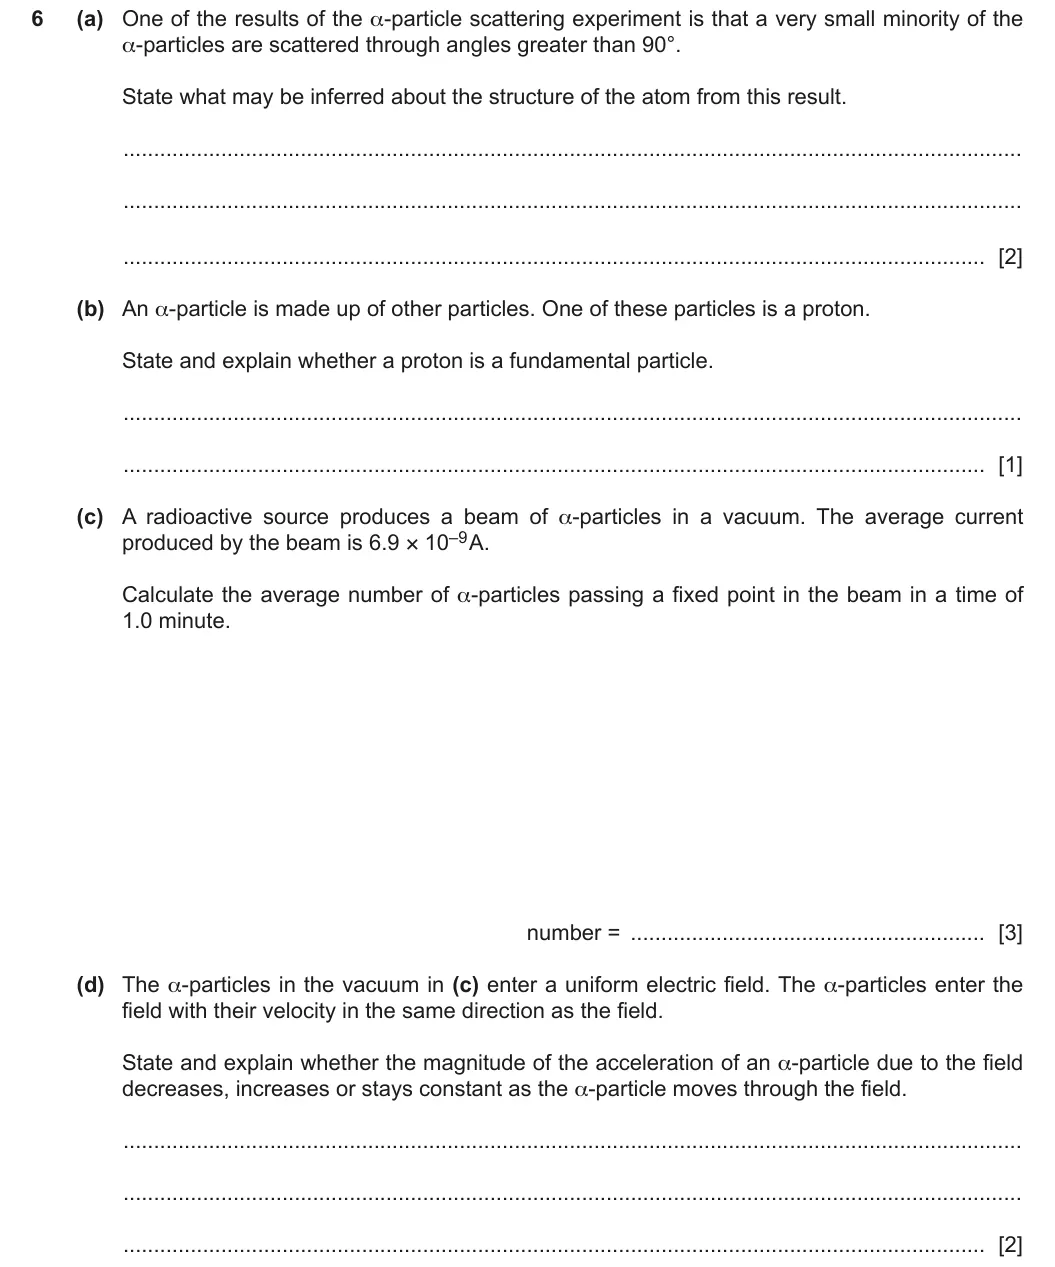 6 (a) One of the results of the α-particle scattering experiment is that a very small minority of the
α-particles are scattered through angles greater than 90°.
State what may be inferred about the structure of the atom from this result.
..........................................................................................................................................
..........................................................................................................................................
.................................................................................................................................... [2]
(b) An α-particle is made up of other particles. One of these particles is a proton.
State and explain whether a proton is a fundamental particle.
..........................................................................................................................................
.................................................................................................................................... [1]
(c) A radioactive source produces a beam of α-particles in a vacuum. The average current
produced by the beam is 6.9 × 10⁻⁹A.
Calculate the average number of α-particles passing a fixed point in the beam in a time of
1.0 minute.
number = .......................................................... [3]
(d) The α-particles in the vacuum in (c) enter a uniform electric field. The α-particles enter the
field with their velocity in the same direction as the field.
State and explain whether the magnitude of the acceleration of an α-particle due to the field
decreases, increases or stays constant as the α-particle moves through the field.
..........................................................................................................................................
..........................................................................................................................................
.................................................................................................................................... [2]